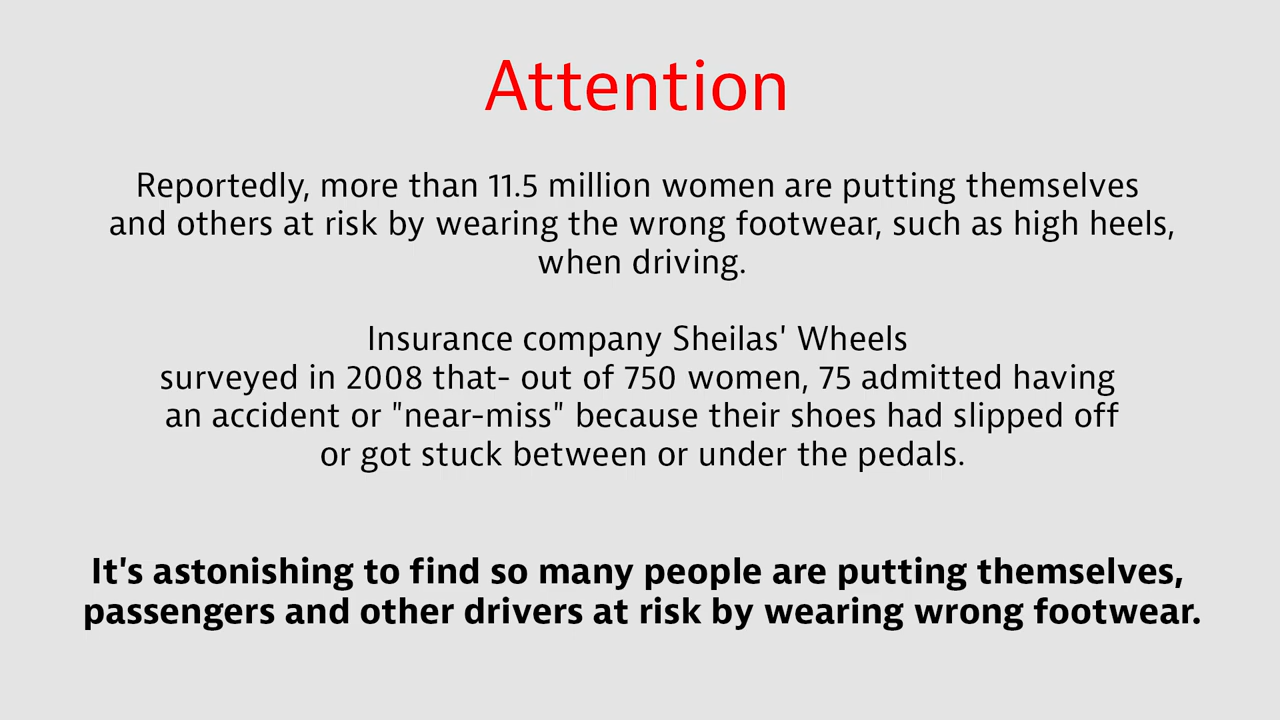 Attention
Reportedly, more than 11.5 million women are putting themselves
and others at risk by wearing the wrong footwear, such as high heels,
when driving.
Insurance company Sheilas' Wheels
surveyed in 2008 that- out of 750 women, 75 admitted having
an accident or "near-miss" because their shoes had slipped off
or got stuck between or under the pedals.
It's astonishing to find so many people are putting themselves,
passengers and other drivers at risk by wearing wrong footwear.